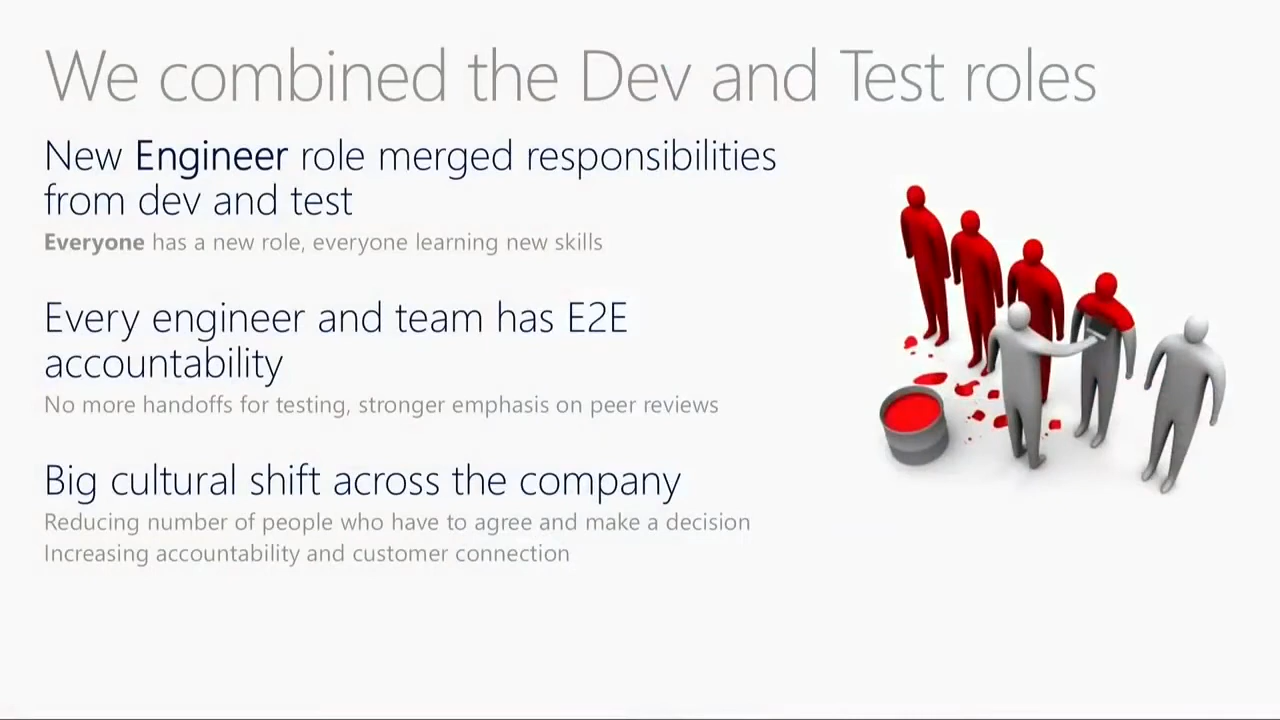 We combined the Dev and Test roles
New Engineer role merged responsibilities
from dev and test
Everyone has a new role, everyone learning new skills
Every engineer and team has E2E
accountability
No more handoffs for testing, stronger emphasis on peer reviews
Big cultural shift across the company
Reducing number of people who have to agree and make a decision
Increasing accountability and customer connection